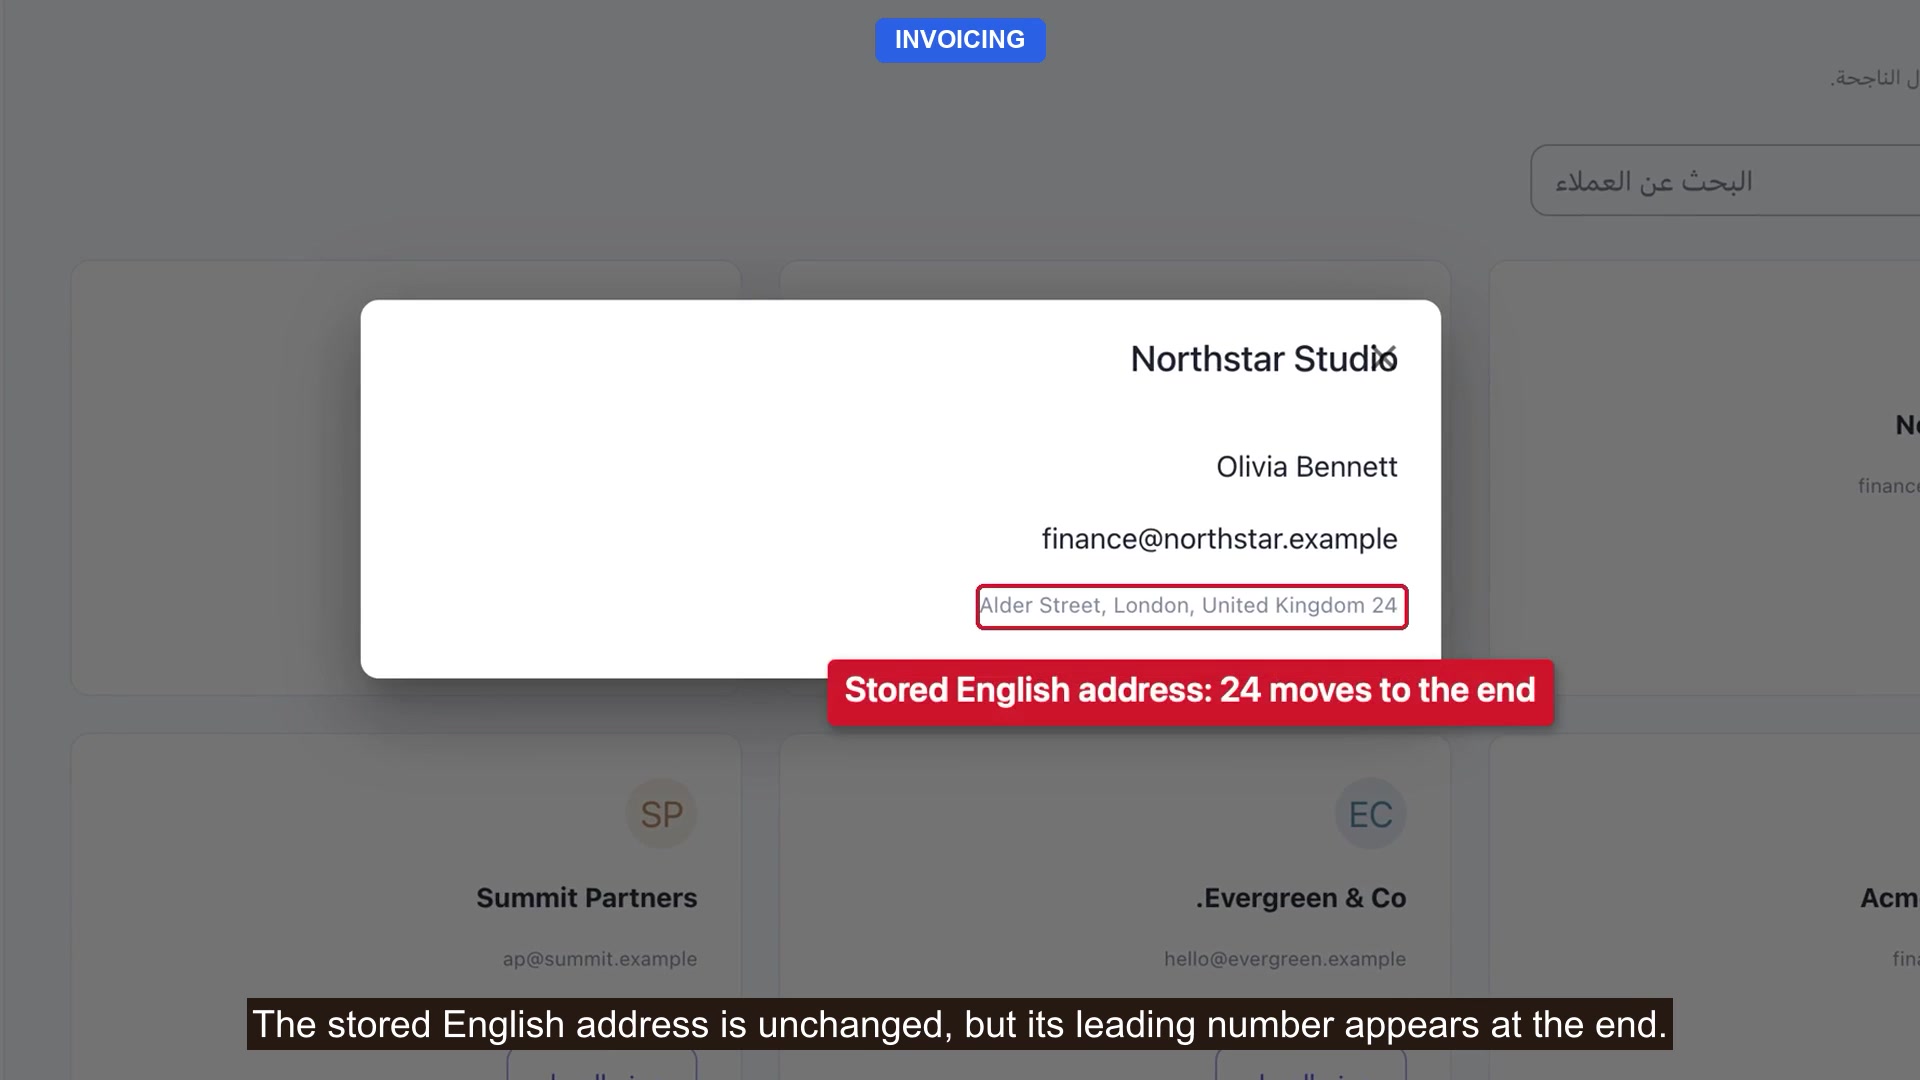 INVOICING
ل الناجحة.
البحث عن العملاء
Northstar Studio
Olivia Bennett
finance@northstar.example
Alder Street, London, United Kingdom 24
Stored English address: 24 moves to the end
finance
SP
EC
Summit Partners
.Evergreen & Co
Acm
ap@summit.example
hello@evergreen.example
fin
The stored English address is unchanged, but its leading number appears at the end.